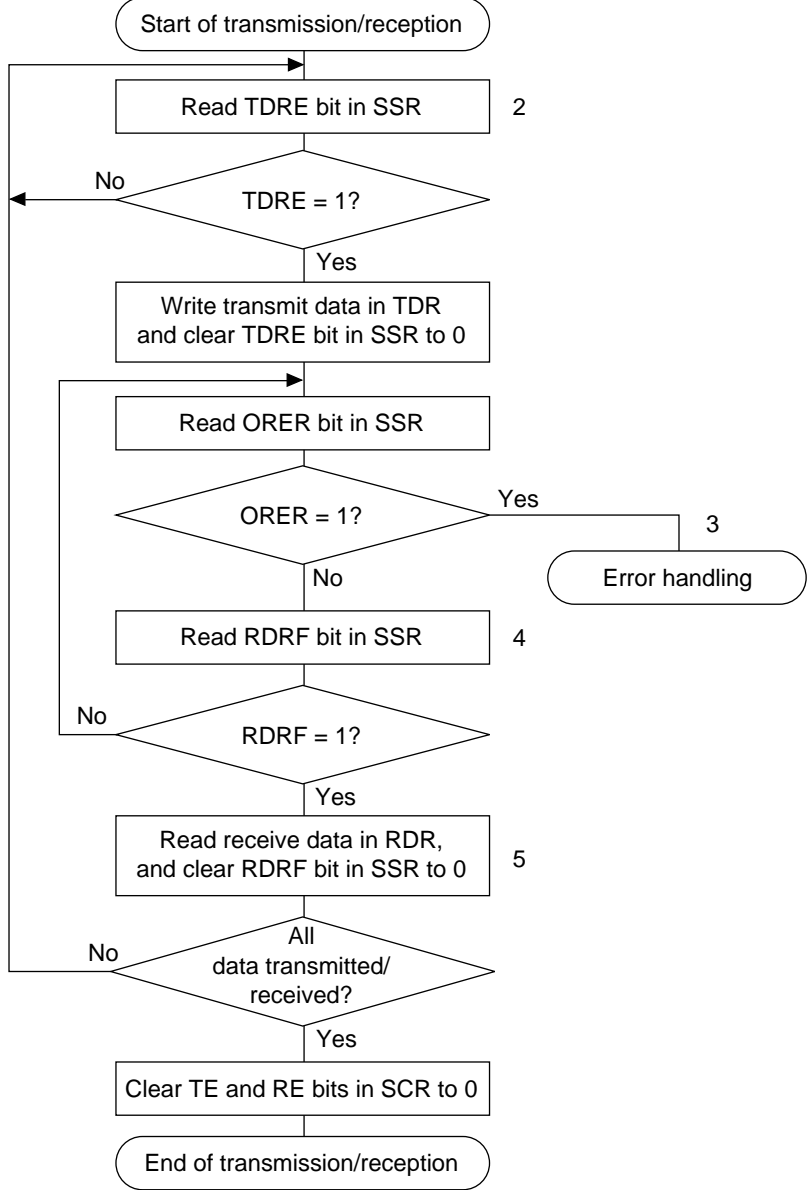 Start of transmission/reception
Read TDRE bit in SSR
2
No
TDRE = 1?
Yes
Write transmit data in TDR
and clear TDRE bit in SSR to 0
Read ORER bit in SSR
Yes
ORER = 1?
3
No
Error handling
Read RDRF bit in SSR
4
No
RDRF = 1?
Yes
Read receive data in RDR,
and clear RDRF bit in SSR to 0
5
No
All
data transmitted/
received?
Yes
Clear TE and RE bits in SCR to 0
End of transmission/reception